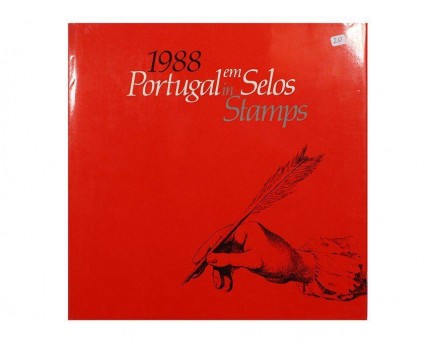 1988
Portugal em Selos
in Stamps